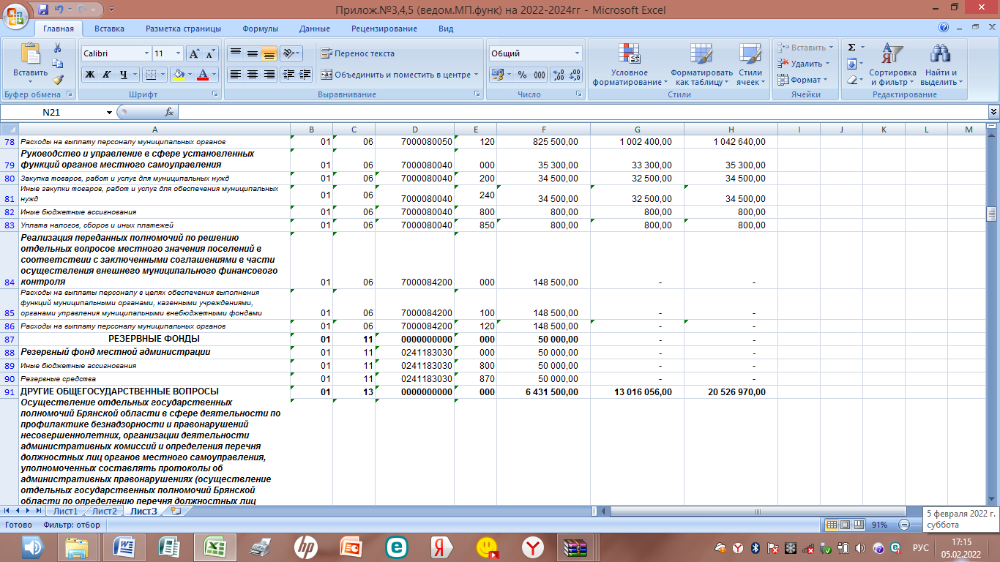 Прилож.№3,4,5 (ведом.МП.функ) на 2022-2024гг - Microsoft Excel
Главная Вставка Разметка страницы Формулы Данные Рецензирование Вид
Вставить
Буфер обмена
Calibri 11
Ж К Ч
Шрифт
Перенос текста
Объединить и поместить в центре
Выравнивание
Общий
% 000
Число
Условное форматирование
Форматировать как таблицу
Стили ячеек
Стили
Вставить
Удалить
Формат
Ячейки
Σ
Сортировка и фильтр
Найти и выделить
Редактирование
N21 fx
A B C D E F G H I J K L M
78 Расходы на выплату персоналу муниципальных органов 01 06 7000080050 120 825 500,00 1 002 400,00 1 042 640,00
Руководство и управление в сфере установленных
79 функций органов местного самоуправления 01 06 7000080040 000 35 300,00 33 300,00 35 300,00
80 Закупка товаров, работ и услуг для муниципальных нужд 01 06 7000080040 200 34 500,00 32 500,00 34 500,00
Иные закупки товаров, работ и услуг для обеспечения муниципальных
81 нужд 01 06 7000080040 240 34 500,00 32 500,00 34 500,00
82 Иные бюджетные ассигнования 01 06 7000080040 800 800,00 800,00 800,00
83 Уплата налогов, сборов и иных платежей 01 06 7000080040 850 800,00 800,00 800,00
Реализация переданных полномочий по решению
отдельных вопросов местного значения поселений в
соответствии с заключенными соглашениями в части
осуществления внешнего муниципального финансового
84 контроля 01 06 7000084200 000 148 500,00 - -
Расходы на выплаты персоналу в целях обеспечения выполнения
функций муниципальными органами, казенными учреждениями,
85 органами управления муниципальными внебюджетными фондами 01 06 7000084200 100 148 500,00 - -
86 Расходы на выплату персоналу муниципальных органов 01 06 7000084200 120 148 500,00 - -
87 РЕЗЕРВНЫЕ ФОНДЫ 01 11 0000000000 000 50 000,00 - -
88 Резервный фонд местной администрации 01 11 0241183030 000 50 000,00 - -
89 Иные бюджетные ассигнования 01 11 0241183030 800 50 000,00 - -
90 Резервные средства 01 11 0241183030 870 50 000,00 - -
91 ДРУГИЕ ОБЩЕГОСУДАРСТВЕННЫЕ ВОПРОСЫ 01 13 0000000000 000 6 431 500,00 13 016 056,00 20 526 970,00
Осуществление отдельных государственных
полномочий Брянской области в сфере деятельности по
профилактике безнадзорности и правонарушений
несовершеннолетних, организации деятельности
административных комиссий и определения перечня
должностных лиц органов местного самоуправления,
уполномоченных составлять протоколы об
административных правонарушениях (осуществление
отдельных государственных полномочий Брянской
области по определению перечня должностных лиц
Лист1 Лист2 Лист3
Готово Фильтр: отбор 91%
5 февраля 2022 г.
суббота
РУС
17:15
05.02.2022